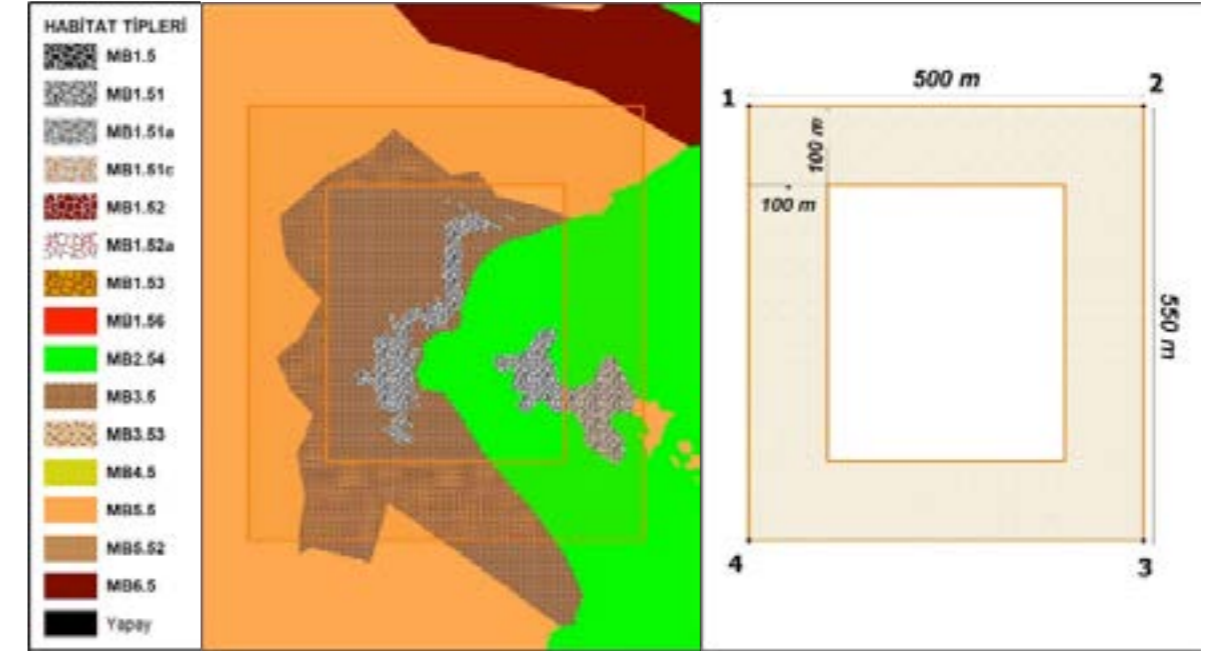 HABİTAT TİPLERİ
MB1.5
MB1.51
MB1.51a
MB1.51c
MB1.52
MB1.52a
MB1.53
MB1.56
MB2.54
MB3.5
MB3.53
MB4.5
MB5.5
MB5.52
MB6.5
Yapay
500 m
1
2
100 m
100 m
550 m
4
3